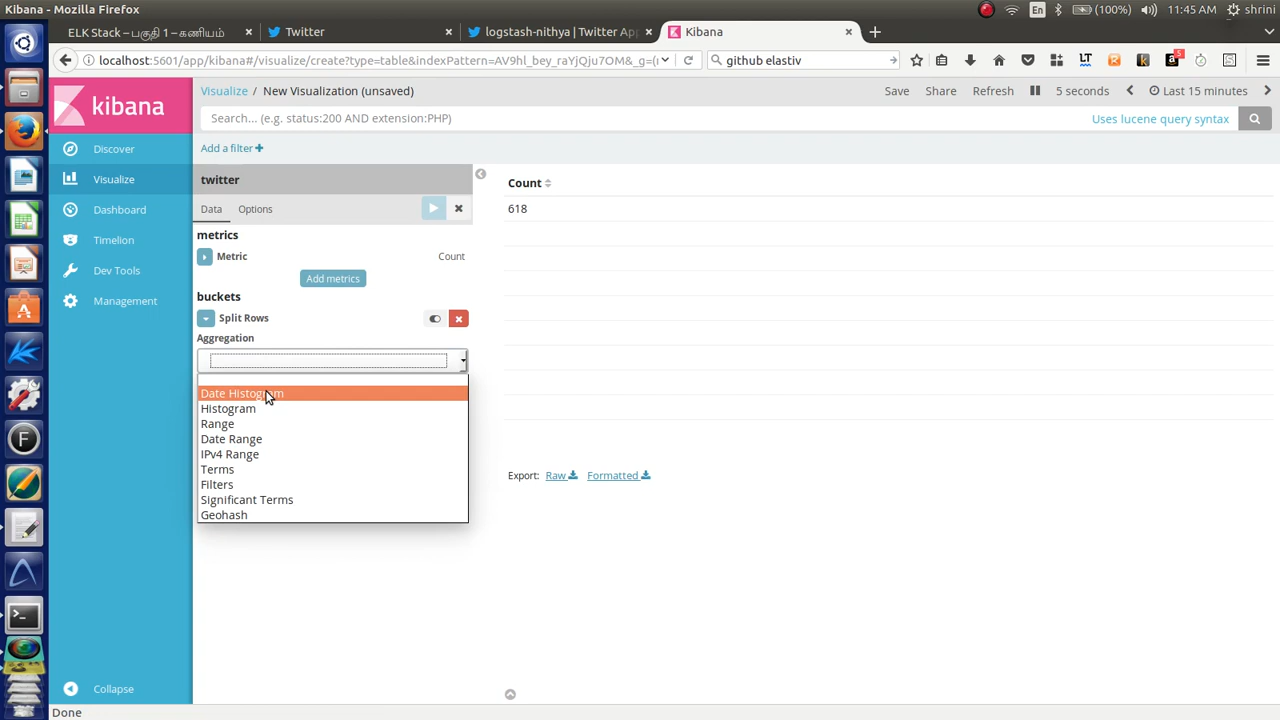 Kibana - Mozilla Firefox
En
(100%)
11:45 AM
shrini
ELK Stack – பகுதி 1 – கணியம்
Twitter
logstash-nithya | Twitter App
Kibana
localhost:5601/app/kibana#/visualize/create?type=table&indexPattern=AV9hl_bey_raYJQju7OM&_g=(r
github elastiv
LT
5
kibana
Discover
Visualize
Dashboard
Timelion
Dev Tools
Management
Collapse
Visualize / New Visualization (unsaved)
Save
Share
Refresh
5 seconds
Last 15 minutes
Search... (e.g. status:200 AND extension:PHP)
Uses lucene query syntax
Add a filter +
twitter
Data
Options
metrics
Metric
Count
Add metrics
buckets
Split Rows
Aggregation
Date Histogram
Histogram
Range
Date Range
IPv4 Range
Terms
Filters
Significant Terms
Geohash
Count
618
Export:
Raw
Formatted
Done